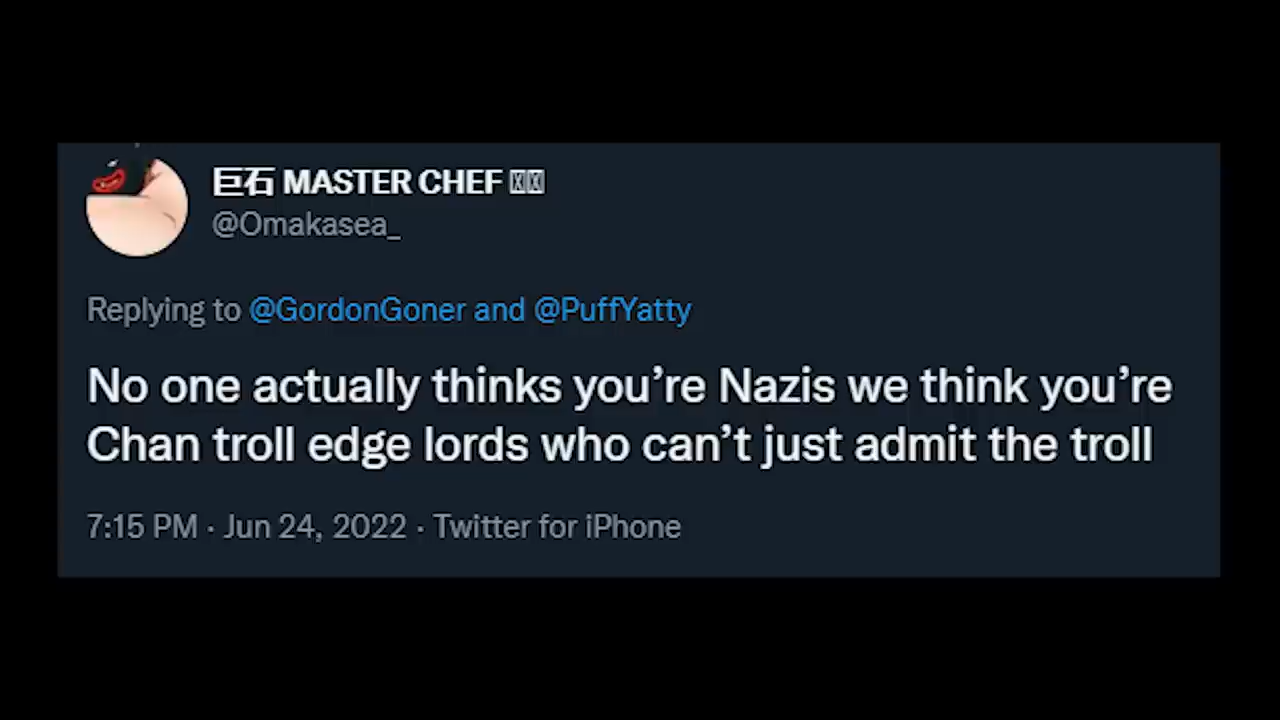 巨石 MASTER CHEF
@Omakasea_
Replying to @GordonGoner and @PuffYatty
No one actually thinks you’re Nazis we think you’re
Chan troll edge lords who can’t just admit the troll
7:15 PM · Jun 24, 2022 · Twitter for iPhone